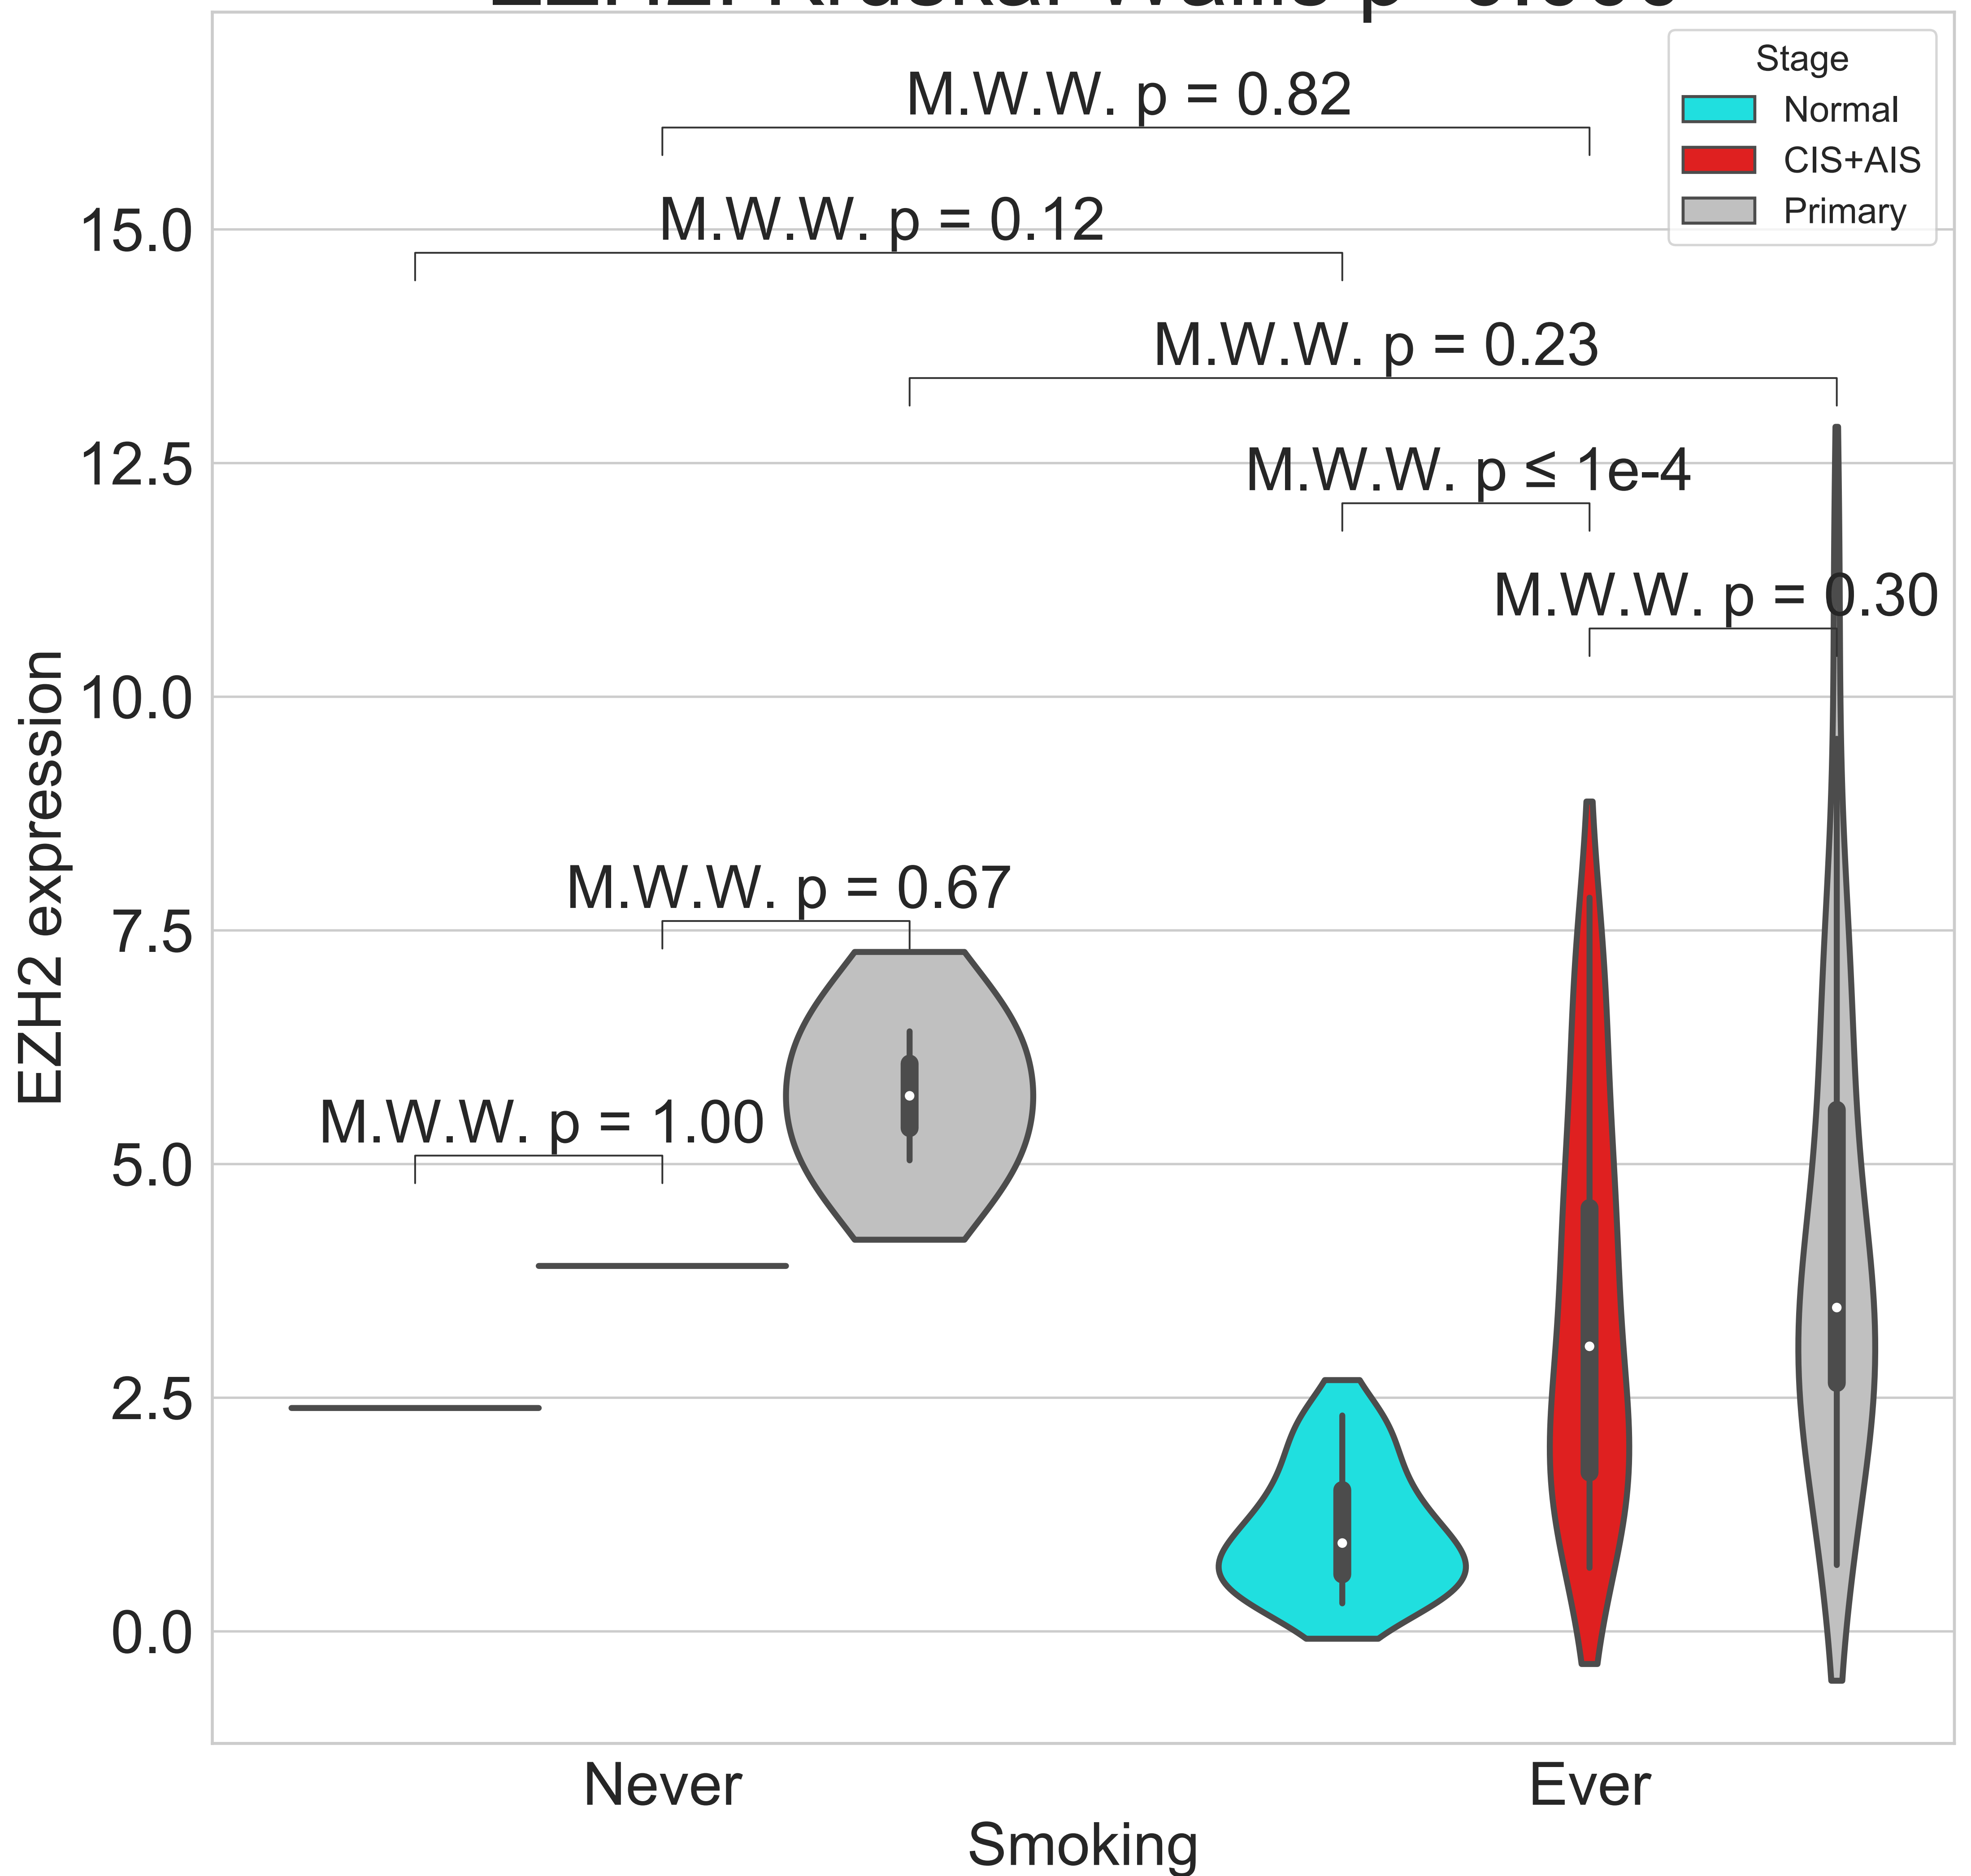 Stage
Normal
CIS+AIS
Primary
M.W.W. p = 0.82
M.W.W. p = 0.12
M.W.W. p = 0.23
M.W.W. p ≤ 1e-4
M.W.W. p = 0.30
M.W.W. p = 0.67
M.W.W. p = 1.00
15.0
12.5
10.0
7.5
5.0
2.5
0.0
EZH2 expression
Never
Ever
Smoking